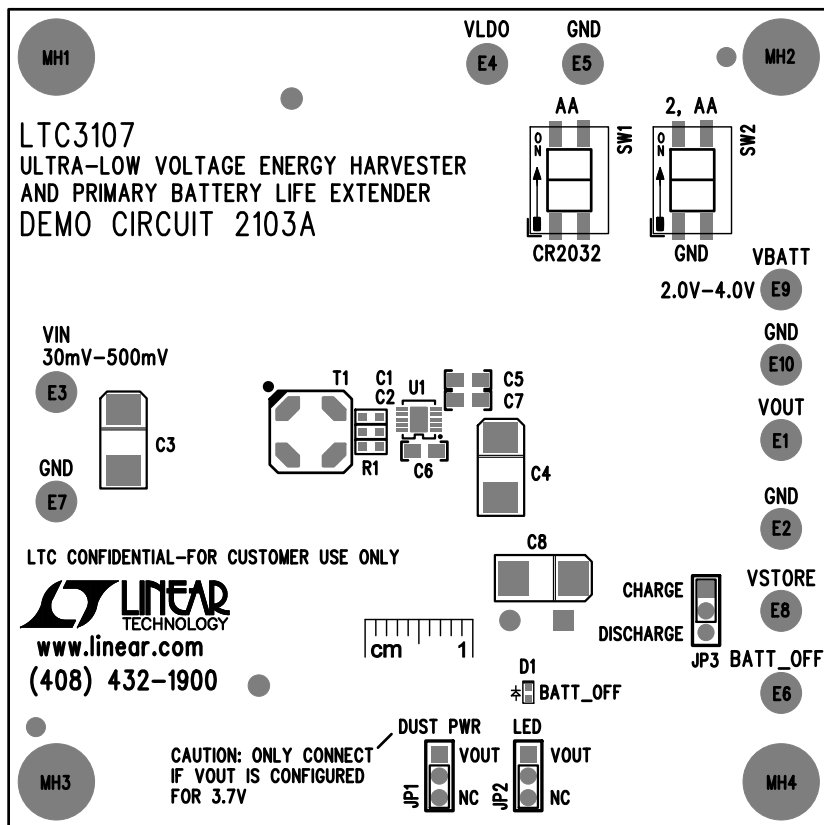 MH1
VLDO
E4
GND
E5
MH2
AA
2, AA
ON
SW1
ON
SW2
CR2032
GND
LTC3107
ULTRA-LOW VOLTAGE ENERGY HARVESTER
AND PRIMARY BATTERY LIFE EXTENDER
DEMO CIRCUIT 2103A
VBATT
2.0V-4.0V
E9
GND
E10
VOUT
E1
GND
E2
VIN
30mV-500mV
E3
C3
GND
E7
T1
C1
C2
R1
U1
C6
C5
C7
C4
C8
LTC CONFIDENTIAL-FOR CUSTOMER USE ONLY
LINEAR
TECHNOLOGY
www.linear.com
(408) 432-1900
cm 1
CHARGE
DISCHARGE
JP3
VSTORE
E8
BATT_OFF
E6
D1
BATT_OFF
DUST PWR
VOUT
NC
JP1
LED
VOUT
NC
JP2
CAUTION: ONLY CONNECT
IF VOUT IS CONFIGURED
FOR 3.7V
MH3
MH4